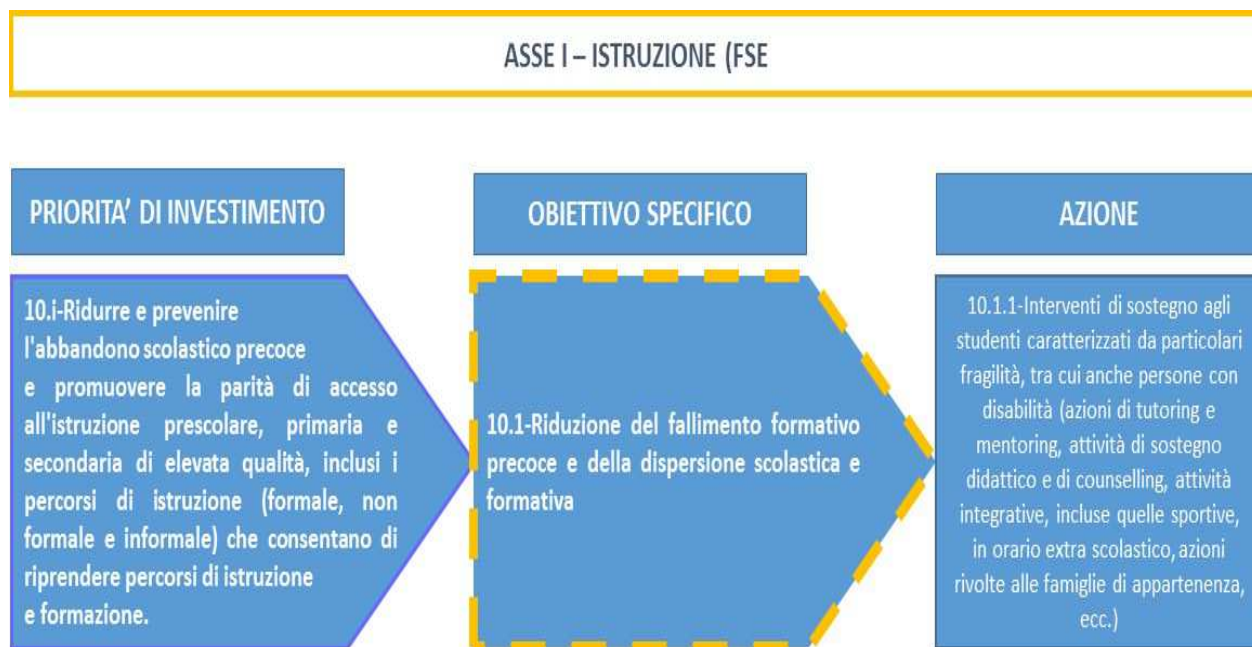 ASSE I – ISTRUZIONE (FSE
PRIORITA’ DI INVESTIMENTO
10.i-Ridurre e prevenire
l'abbandono scolastico precoce
e promuovere la parità di accesso
all'istruzione prescolare, primaria e
secondaria di elevata qualità, inclusi i
percorsi di istruzione (formale, non
formale e informale) che consentano di
riprendere percorsi di istruzione
e formazione.
OBIETTIVO SPECIFICO
10.1-Riduzione del fallimento formativo
precoce e della dispersione scolastica e
formativa
AZIONE
10.1.1-Interventi di sostegno agli
studenti caratterizzati da particolari
fragilità, tra cui anche persone con
disabilità (azioni di tutoring e
mentoring, attività di sostegno
didattico e di counselling, attività
integrative, incluse quelle sportive,
in orario extra scolastico, azioni
rivolte alle famiglie di appartenenza,
ecc.)